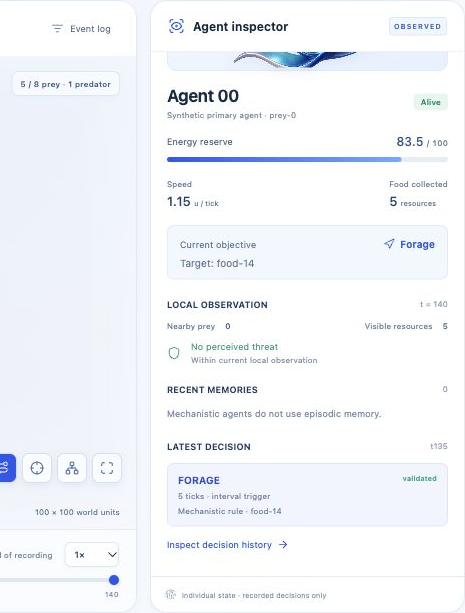 Event log
5 / 8 prey · 1 predator
100 × 100 world units
of recording
1×
140
Agent inspector
OBSERVED
Agent 00
Alive
Synthetic primary agent · prey-0
Energy reserve
83.5 / 100
Speed
Food collected
1.15 u / tick
5 resources
Current objective
Forage
Target: food-14
LOCAL OBSERVATION
t = 140
Nearby prey 0
Visible resources 5
No perceived threat
Within current local observation
RECENT MEMORIES
0
Mechanistic agents do not use episodic memory.
LATEST DECISION
t135
FORAGE
validated
5 ticks · interval trigger
Mechanistic rule · food-14
Inspect decision history
Individual state · recorded decisions only